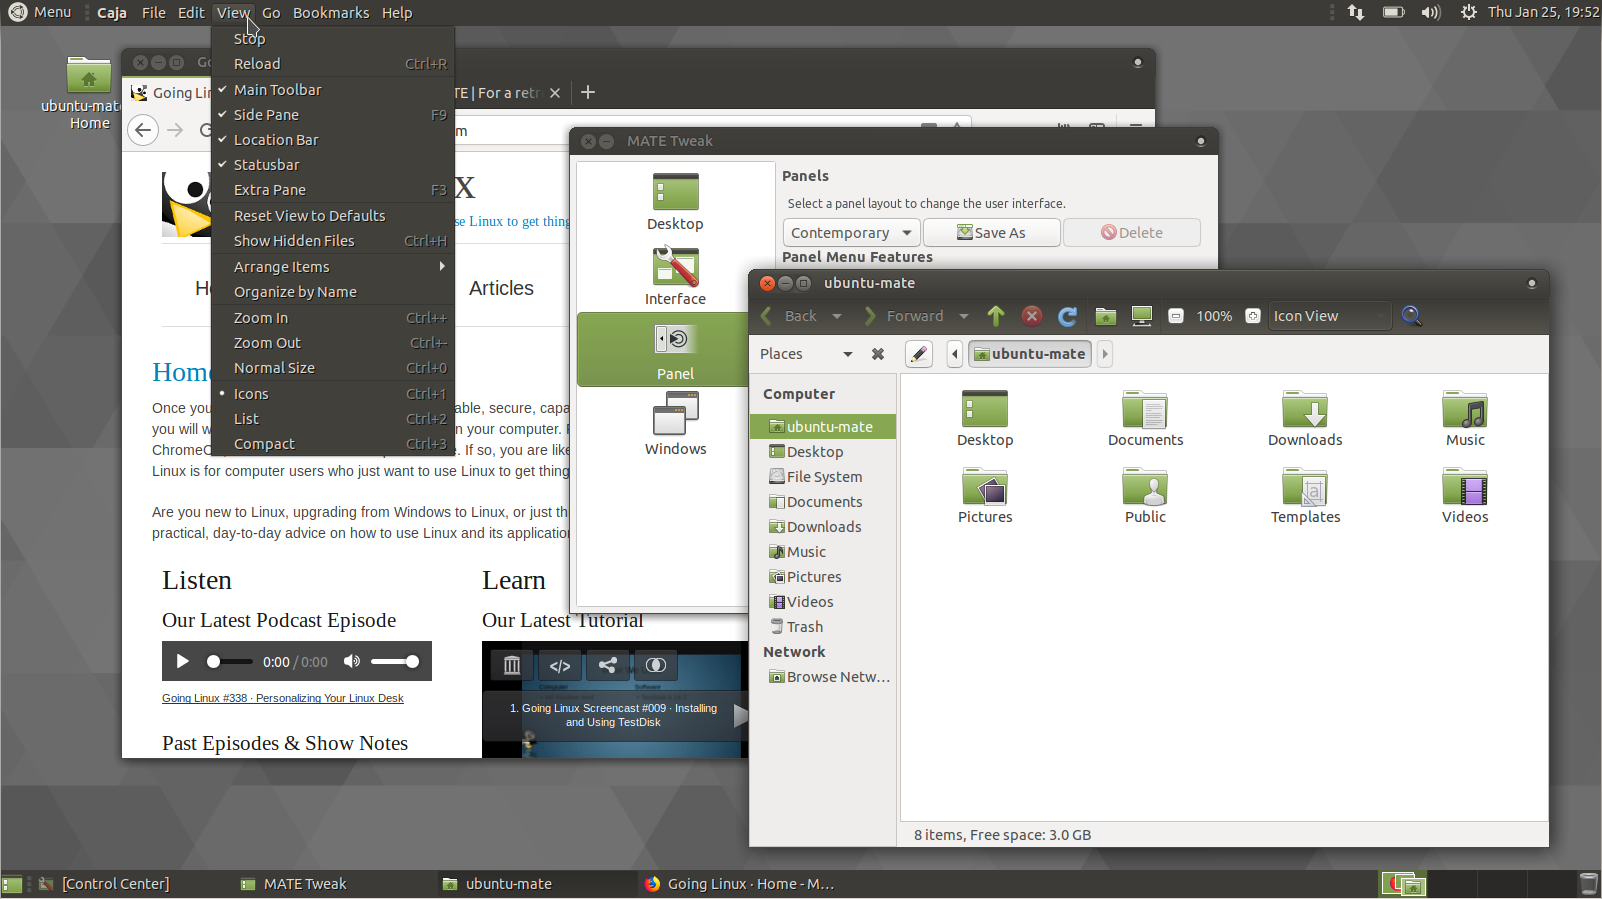 Menu Caja File Edit View Go Bookmarks Help Thu Jan 25, 19:52
ubuntu-mate
Home
Stop
Reload Ctrl+R
Main Toolbar
Side Pane F9
Location Bar
Statusbar
Extra Pane F3
Reset View to Defaults
Show Hidden Files Ctrl+H
Arrange Items
Organize by Name
Zoom In Ctrl++
Zoom Out Ctrl+-
Normal Size Ctrl+0
Icons Ctrl+1
List Ctrl+2
Compact Ctrl+3
Going Lin
TE | For a retr
se Linux to get thing
Articles
Home
Once you able, secure, capa
you will w n your computer.
ChromeO e. If so, you are like
Linux is for computer users who just want to use Linux to get thing
Are you new to Linux, upgrading from Windows to Linux, or just th
practical, day-to-day advice on how to use Linux and its application
Listen
Our Latest Podcast Episode
0:00 / 0:00
Going Linux #338 · Personalizing Your Linux Desk
Past Episodes & Show Notes
Learn
Our Latest Tutorial
1. Going Linux Screencast #009 · Installing
and Using TestDisk
MATE Tweak
Desktop
Interface
Panel
Windows
Panels
Select a panel layout to change the user interface.
Contemporary Save As Delete
Panel Menu Features
ubuntu-mate
Back Forward 100% Icon View
Places ubuntu-mate
Computer
ubuntu-mate
Desktop
File System
Documents
Downloads
Music
Pictures
Videos
Trash
Network
Browse Netw...
Desktop Documents Downloads Music
Pictures Public Templates Videos
8 items, Free space: 3.0 GB
[Control Center] MATE Tweak ubuntu-mate Going Linux · Home - M...